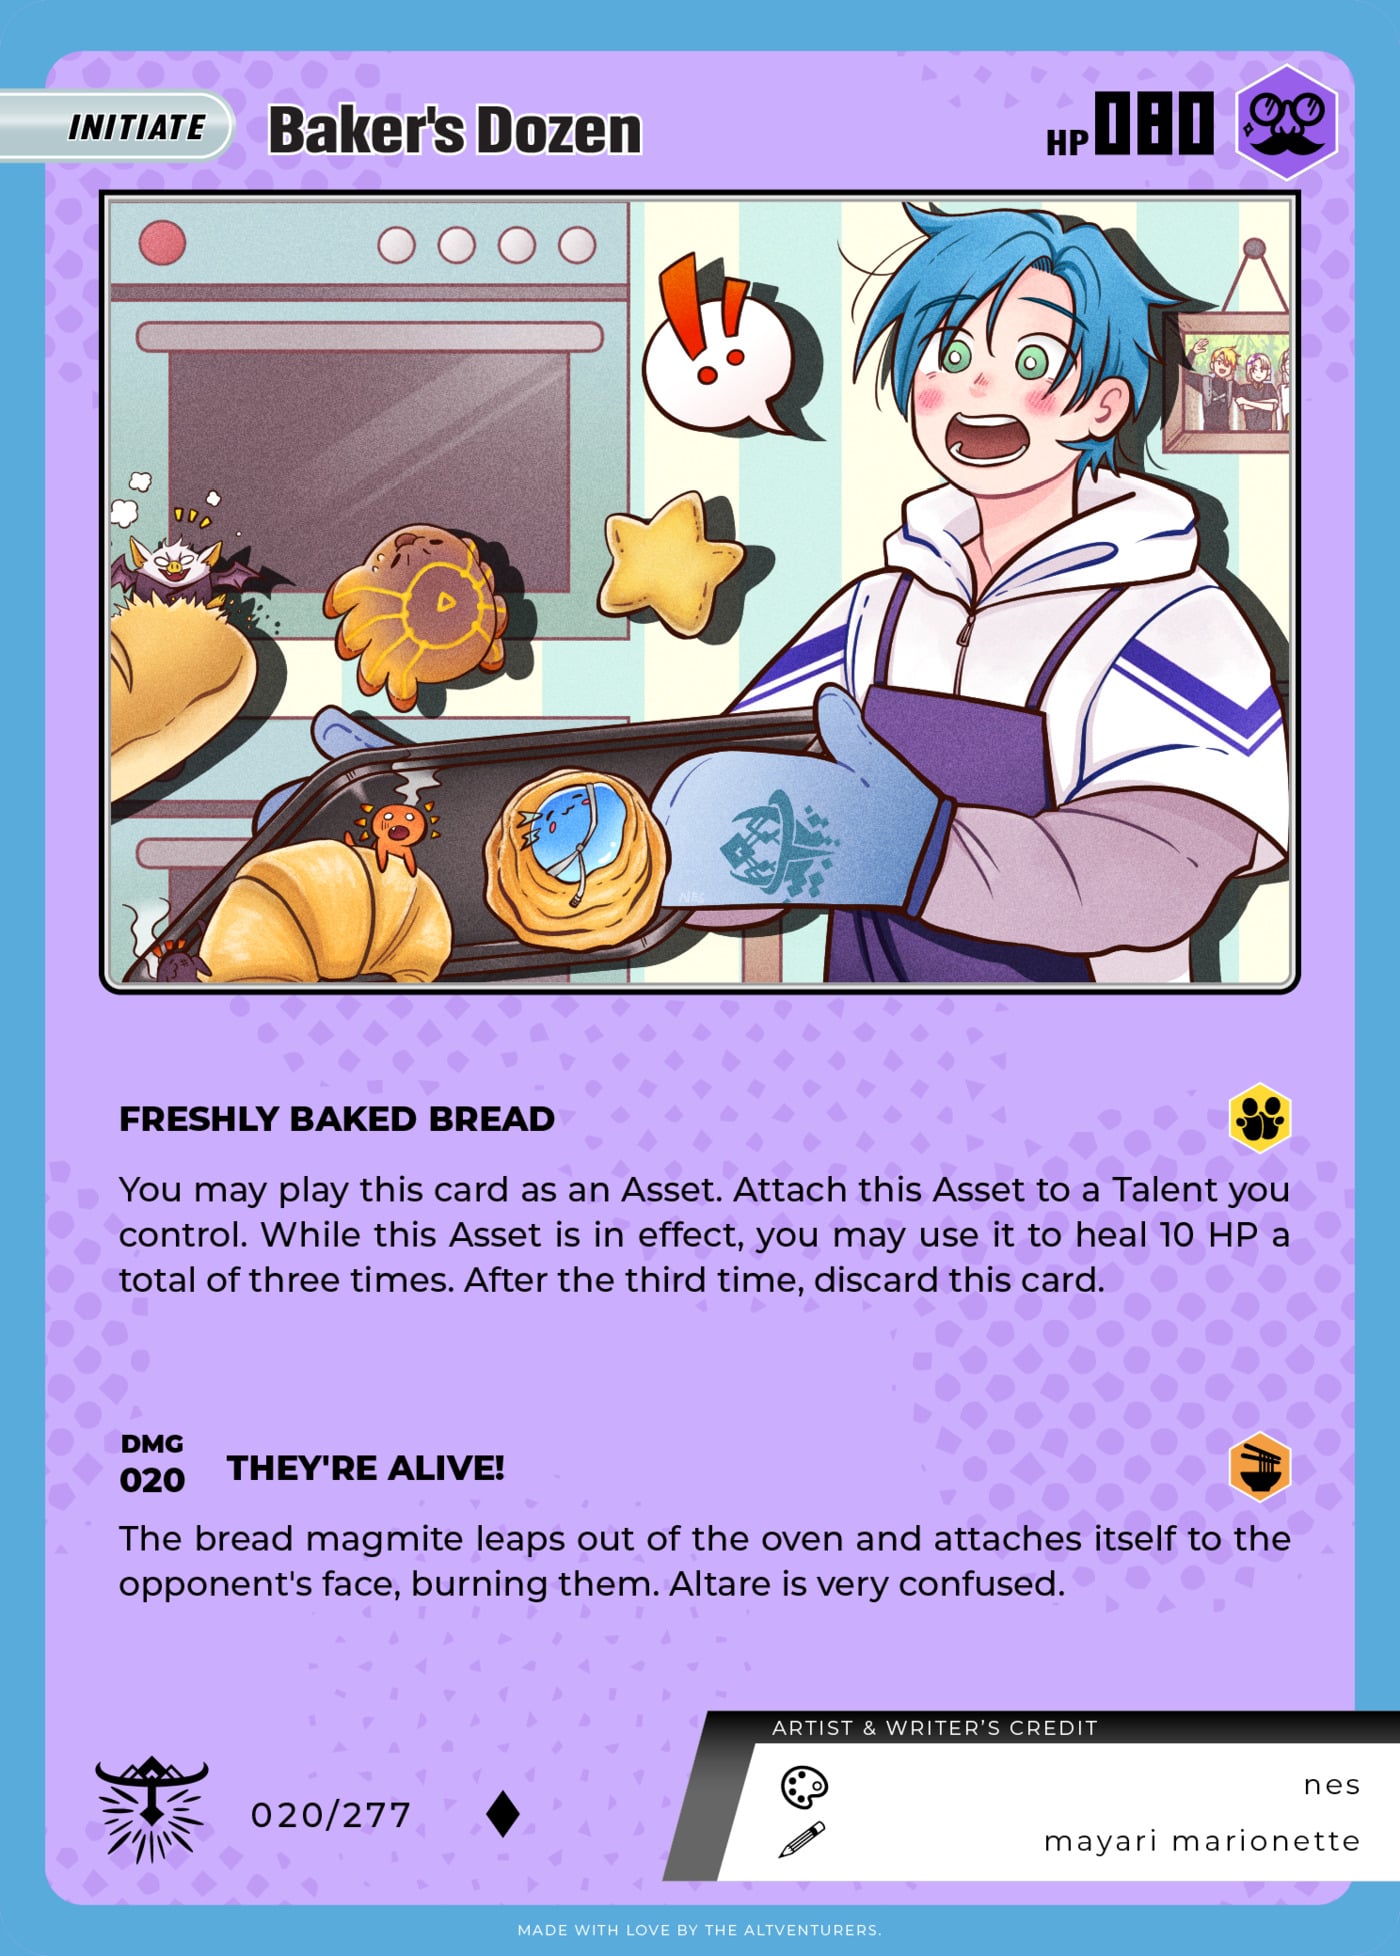 INITIATE
Baker's Dozen
HP 080
FRESHLY BAKED BREAD
You may play this card as an Asset. Attach this Asset to a Talent you
control. While this Asset is in effect, you may use it to heal 10 HP a
total of three times. After the third time, discard this card.
DMG
020
THEY'RE ALIVE!
The bread magmite leaps out of the oven and attaches itself to the
opponent's face, burning them. Altare is very confused.
ARTIST & WRITER’S CREDIT
nes
020/277
mayari marionette
MADE WITH LOVE BY THE ALTVENTURERS.